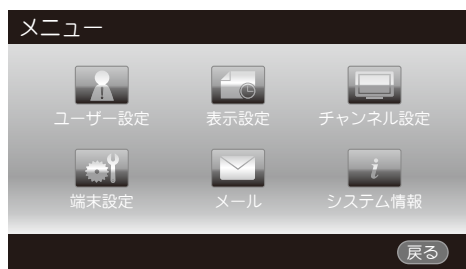 メニュー
ユーザー設定
表示設定
チャンネル設定
端末設定
メール
システム情報
戻る